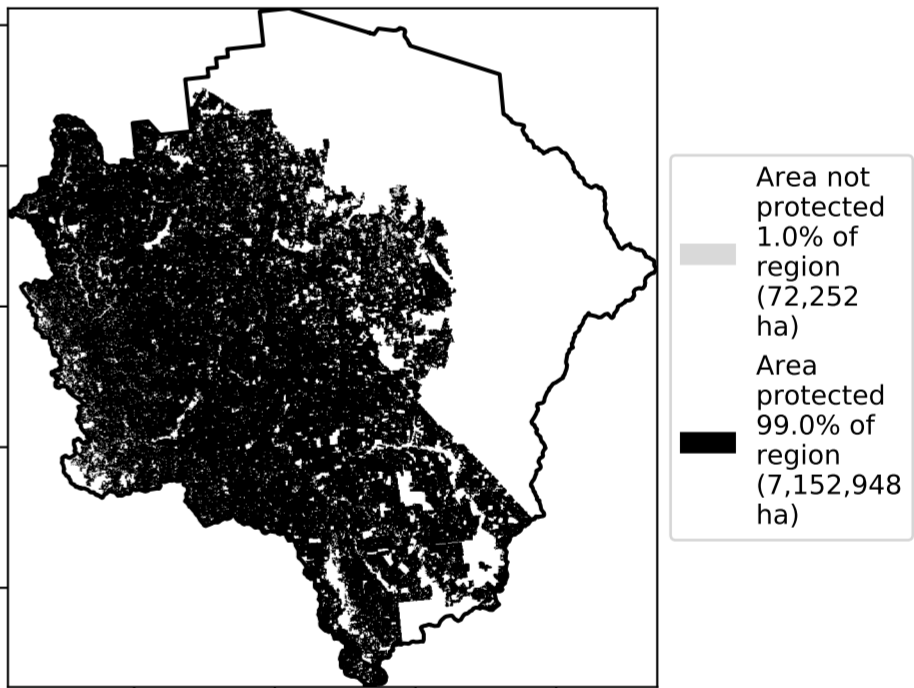 Area not
protected
1.0% of
region
(72,252
ha)
Area
protected
99.0% of
region
(7,152,948
ha)